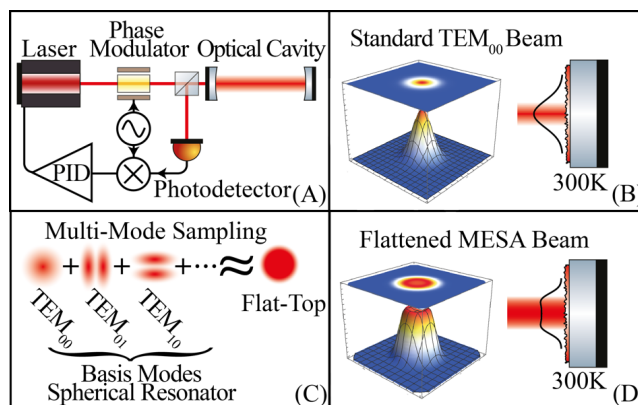 Phase
Laser Modulator Optical Cavity
PID
Photodetector
(A)
Standard TEM₀₀ Beam
300K
(B)
Multi-Mode Sampling
+ + +···≈
TEM₀₀ TEM₀₁ TEM₁₀ Flat-Top
Basis Modes
Spherical Resonator
(C)
Flattened MESA Beam
300K
(D)